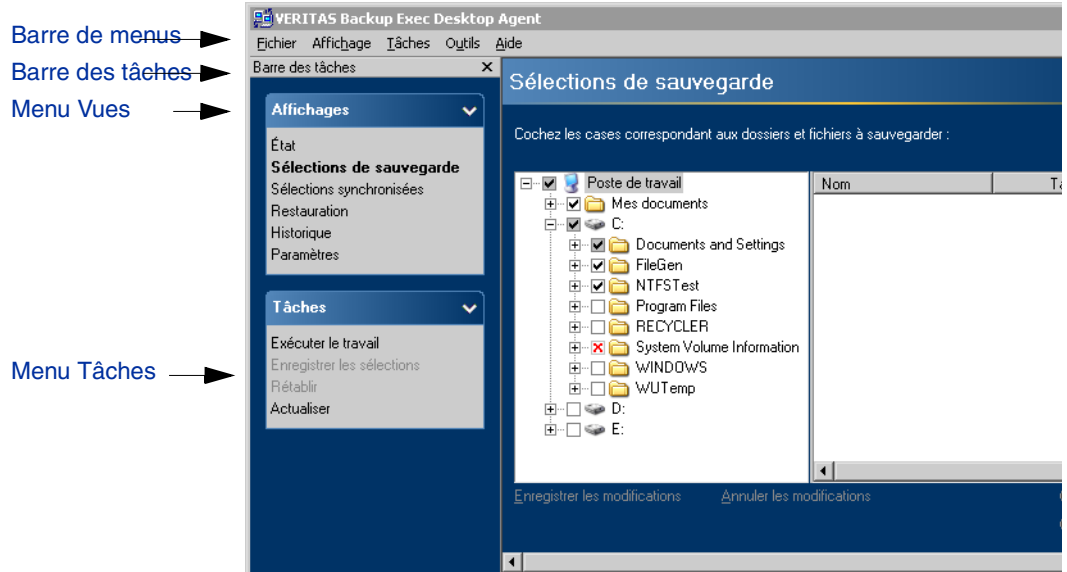 VERITAS Backup Exec Desktop Agent
Barre de menus
Fichier Affichage Tâches Outils Aide
Barre des tâches
Barre des tâches
Menu Vues
Affichages
État
Sélections de sauvegarde
Sélections synchronisées
Restauration
Historique
Paramètres
Menu Tâches
Tâches
Exécuter le travail
Enregistrer les sélections
Rétablir
Actualiser
Sélections de sauvegarde
Cochez les cases correspondant aux dossiers et fichiers à sauvegarder :
Poste de travail
Mes documents
C:
Documents and Settings
FileGen
NTFSTest
Program Files
RECYCLER
System Volume Information
WINDOWS
WUTemp
D:
E:
Nom
Enregistrer les modifications Annuler les modifications